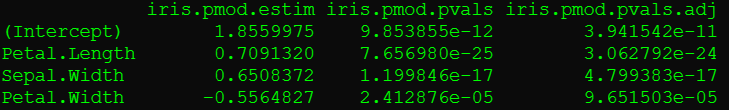 iris.pmod.estim iris.pmod.pvals iris.pmod.pvals.adj
(Intercept) 1.8559975 9.853855e-12 3.941542e-11
Petal.Length 0.7091320 7.656980e-25 3.062792e-24
Sepal.Width 0.6508372 1.199846e-17 4.799383e-17
Petal.Width -0.5564827 2.412876e-05 9.651503e-05